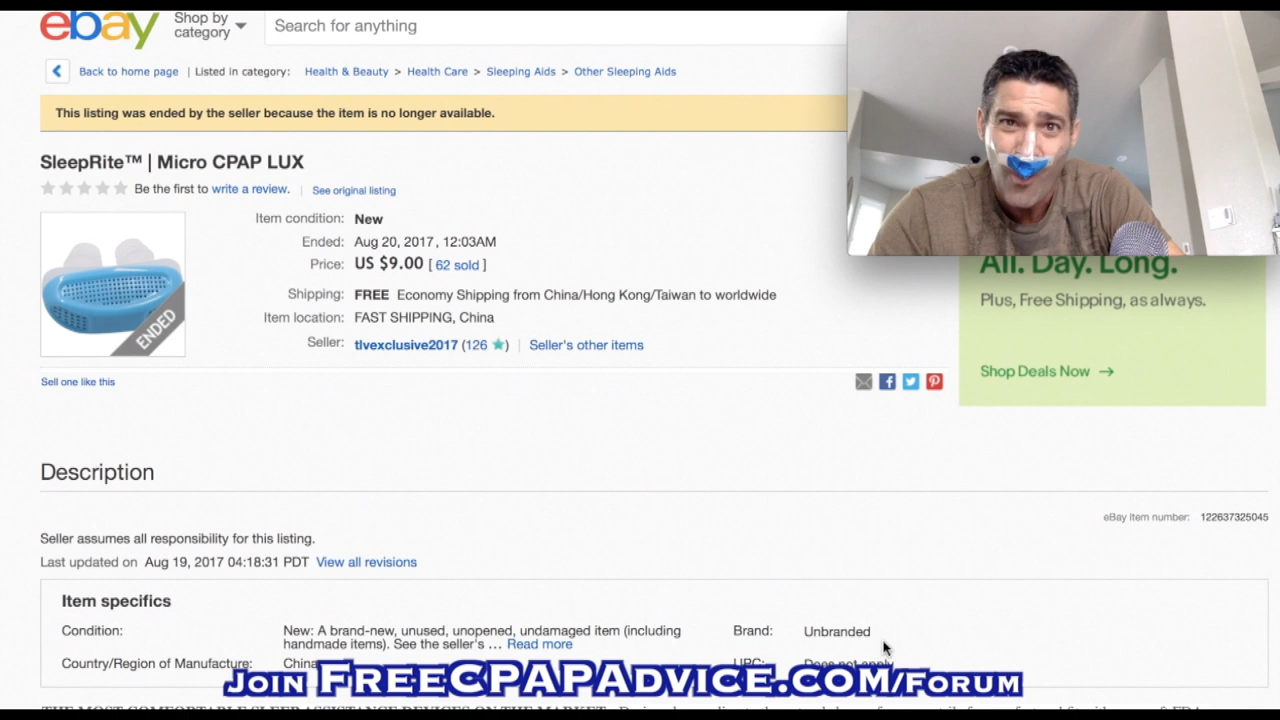 ebay
Shop by
category
Search for anything
Back to home page | Listed in category: Health & Beauty > Health Care > Sleeping Aids > Other Sleeping Aids
This listing was ended by the seller because the item is no longer available.
SleepRite™ | Micro CPAP LUX
Be the first to write a review. | See original listing
Item condition: New
Ended: Aug 20, 2017 , 12:03AM
Price: US $9.00 [ 62 sold ]
Shipping: FREE Economy Shipping from China/Hong Kong/Taiwan to worldwide
Item location: FAST SHIPPING, China
Seller: tlvexclusive2017 (126 ★) | Seller's other items
ENDED
Sell one like this
All. Day. Long.
Plus, Free Shipping, as always.
Shop Deals Now →
Description
eBay item number: 122637325045
Seller assumes all responsibility for this listing.
Last updated on Aug 19, 2017 04:18:31 PDT View all revisions
Item specifics
Condition: New: A brand-new, unused, unopened, undamaged item (including
handmade items). See the seller's ... Read more
Brand: Unbranded
Country/Region of Manufacture: China
UPC: Does not apply
Join FreeCPAPAdvice.com/Forum